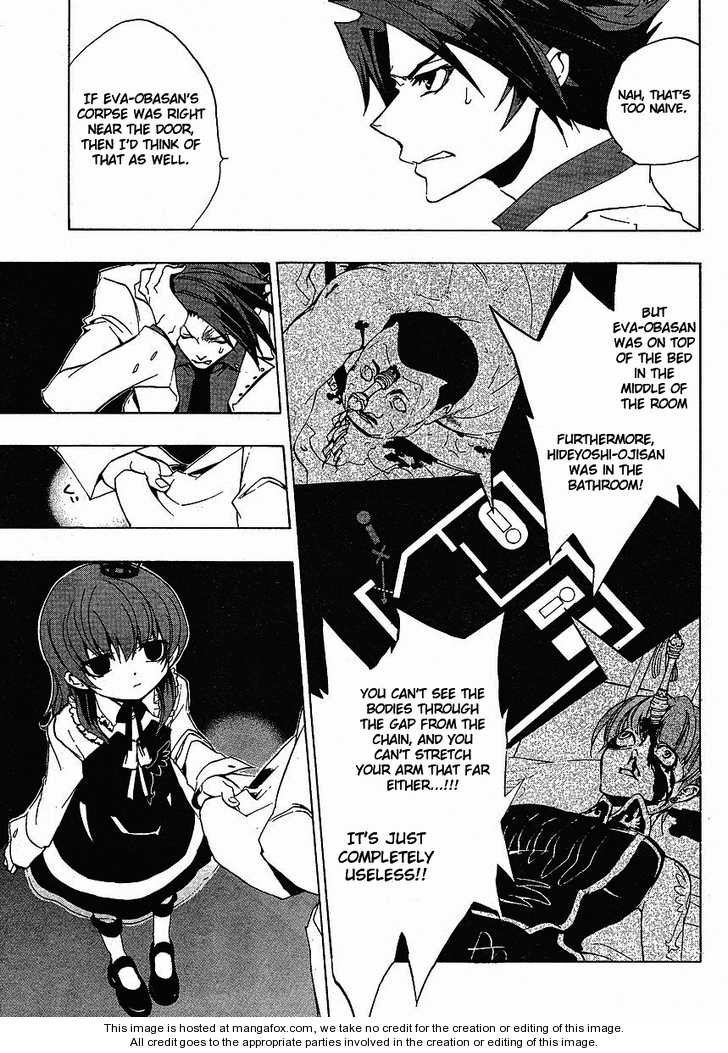 NAH, THAT'S
TOO NAIVE.
IF EVA-OBASAN'S
CORPSE WAS RIGHT
NEAR THE DOOR,
THEN I'D THINK OF
THAT AS WELL.
BUT
EVA-OBASAN
WAS ON TOP
OF THE BED
IN THE
MIDDLE OF
THE ROOM
FURTHERMORE,
HIDEYOSHI-OJISAN
WAS IN THE
BATHROOM!
YOU CAN'T SEE THE
BODIES THROUGH
THE GAP FROM THE
CHAIN, AND YOU
CAN'T STRETCH
YOUR ARM THAT FAR
EITHER...!!!
IT'S JUST
COMPLETELY
USELESS!!
This image is hosted at mangafox.com, we take no credit for the creation or editing of this image.
All credit goes to the appropriate parties involved in the creation or editing of this image.